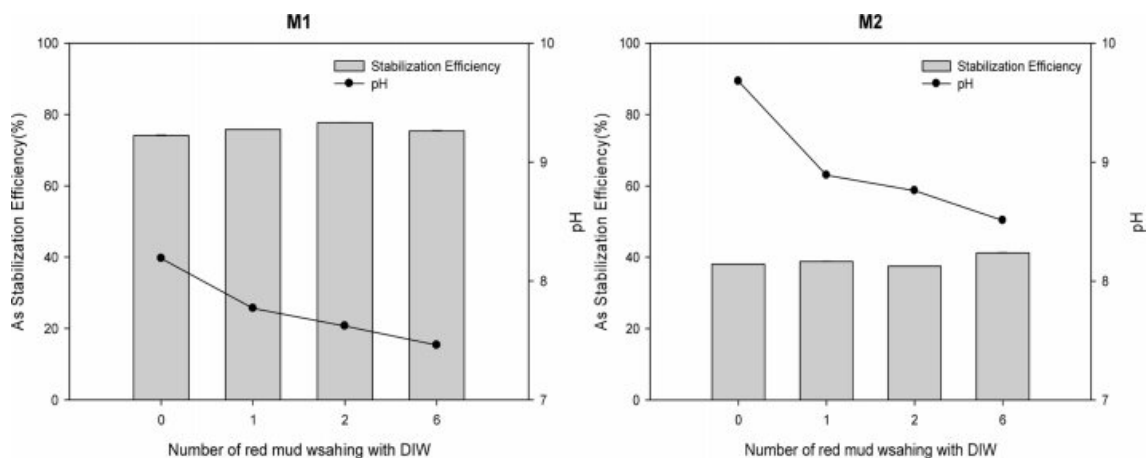 M1
100
80
60
40
20
0
As Stabilization Efficiency(%)
Stabilization Efficiency
pH
10
9
8
7
pH
0 1 2 6
Number of red mud wsahing with DIW
M2
100
80
60
40
20
0
As Stabilization Efficiency(%)
Stabilization Efficiency
pH
10
9
8
7
pH
0 1 2 6
Number of red mud wsahing with DIW